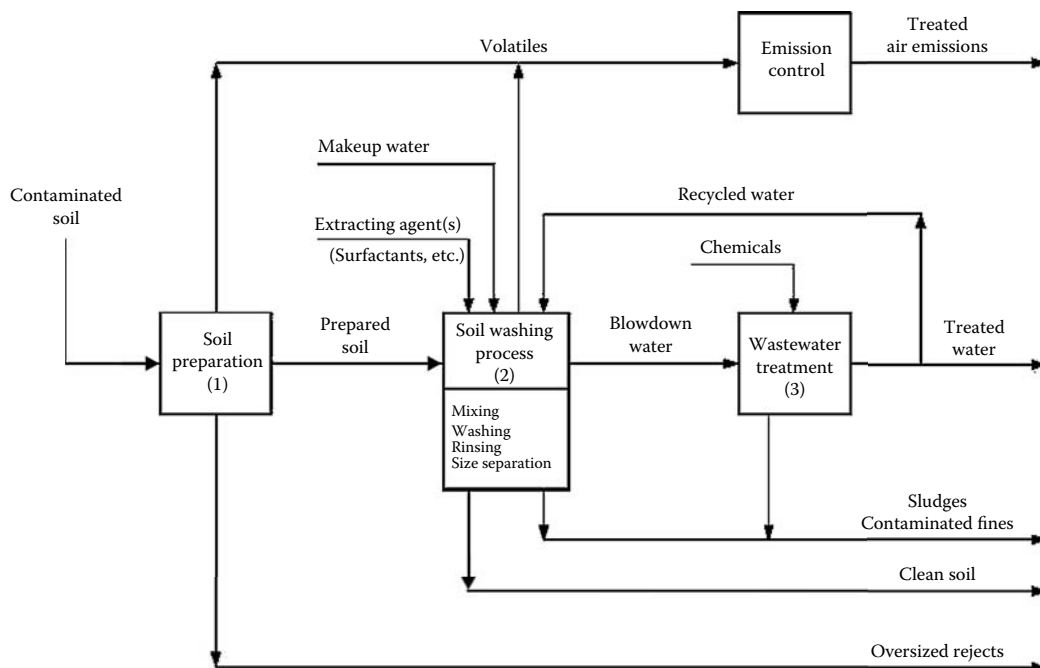 Volatiles
Emission
control
Treated
air emissions
Makeup water
Contaminated
soil
Extracting agent(s)
(Surfactants, etc.)
Recycled water
Chemicals
Soil
preparation
(1)
Prepared
soil
Soil washing
process
(2)
Mixing
Washing
Rinsing
Size separation
Blowdown
water
Wastewater
treatment
(3)
Treated
water
Sludges
Contaminated fines
Clean soil
Oversized rejects